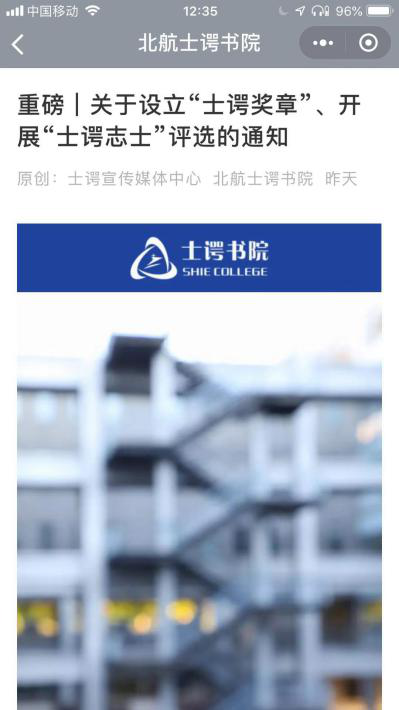 中国移动
12:35
96%
北航士谔书院
重磅｜关于设立“士谔奖章”、开
展“士谔志士”评选的通知
原创：士谔宣传媒体中心 北航士谔书院 昨天
士谔书院
SHIE COLLEGE